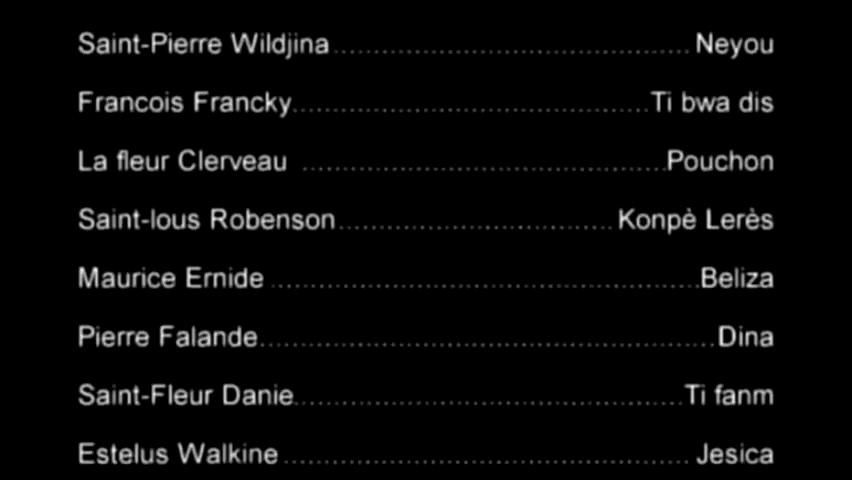 Saint-Pierre Wildjina........................................Neyou
Francois Francky........................................Ti bwa dis
La fleur Clerveau ........................................Pouchon
Saint-lous Robenson..............................Konpè Lerès
Maurice Ernide ...............................................Beliza
Pierre Falande..................................................Dina
Saint-Fleur Danie...........................................Ti fanm
Estelus Walkine .............................................Jesica